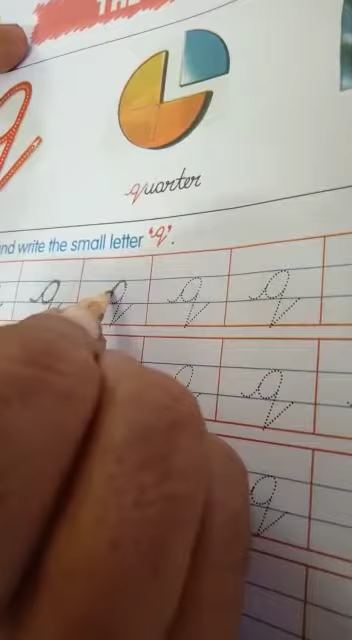 quarter
nd write the small letter 'q'.
q q q q
q q
q